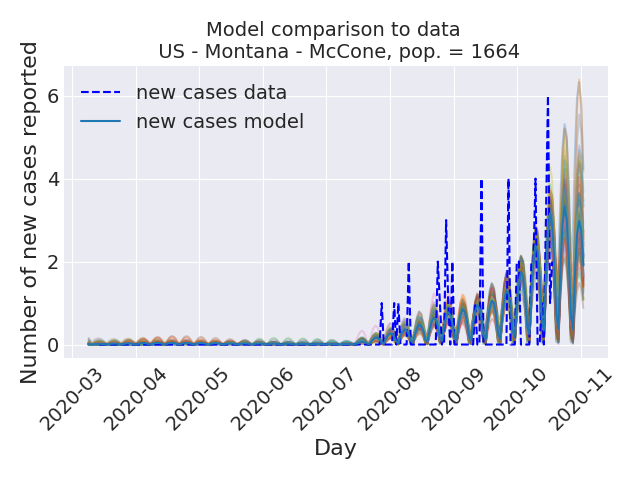 Model comparison to data
US - Montana - McCone, pop. = 1664
Number of new cases reported
6
4
2
0
new cases data
new cases model
2020-03
2020-04
2020-05
2020-06
2020-07
2020-08
2020-09
2020-10
2020-11
Day